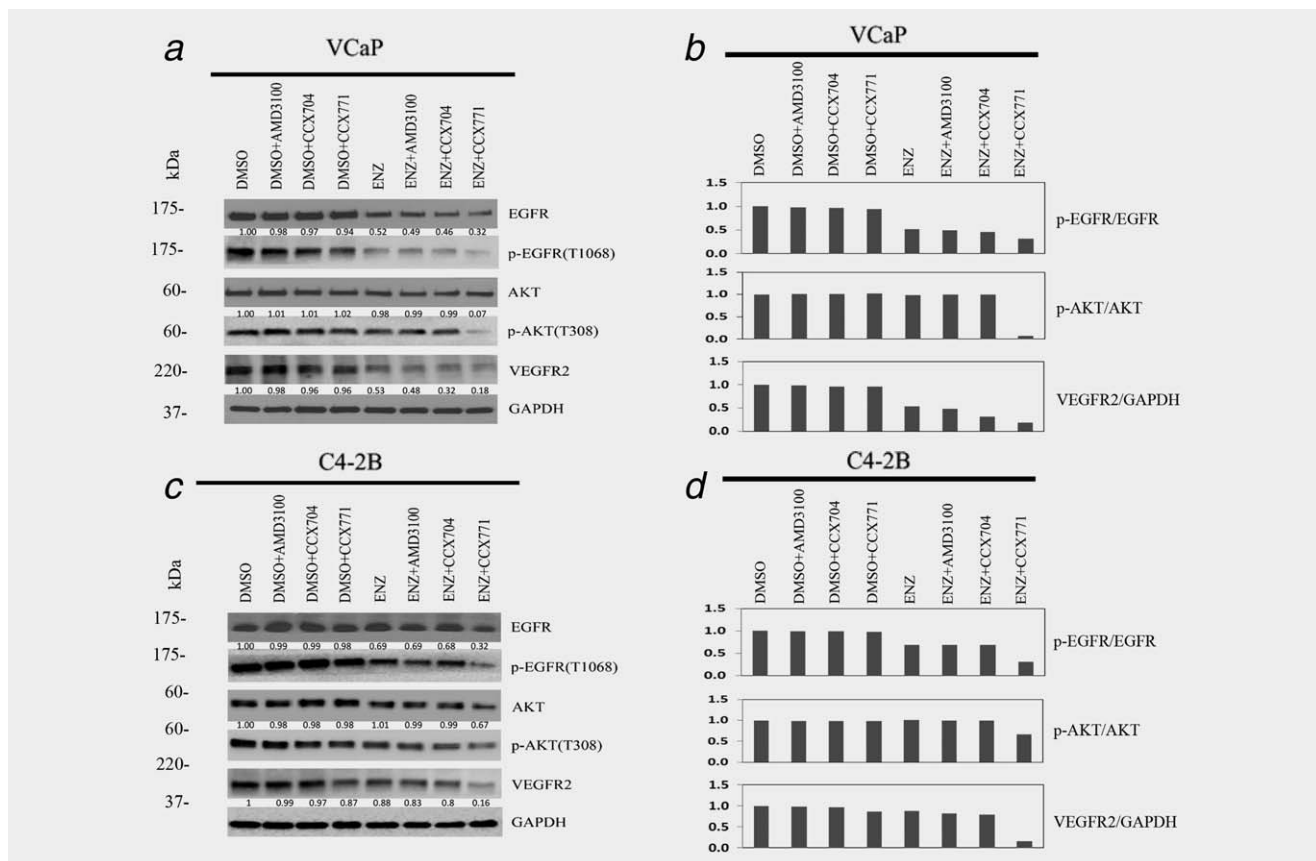 a
VCaP
kDa
DMSO
DMSO+AMD3100
DMSO+CCX704
DMSO+CCX771
ENZ
ENZ+AMD3100
ENZ+CCX704
ENZ+CCX771
175- EGFR
1.00 0.98 0.97 0.94 0.52 0.49 0.46 0.32
175- p-EGFR(T1068)
60- AKT
1.00 1.01 1.01 1.02 0.98 0.99 0.99 0.07
60- p-AKT(T308)
220- VEGFR2
1.00 0.98 0.96 0.96 0.53 0.48 0.32 0.18
37- GAPDH
b
VCaP
DMSO
DMSO+AMD3100
DMSO+CCX704
DMSO+CCX771
ENZ
ENZ+AMD3100
ENZ+CCX704
ENZ+CCX771
1.5
1.0
0.5
0.0
p-EGFR/EGFR
1.5
1.0
0.5
0.0
p-AKT/AKT
1.5
1.0
0.5
0.0
VEGFR2/GAPDH
c
C4-2B
kDa
DMSO
DMSO+AMD3100
DMSO+CCX704
DMSO+CCX771
ENZ
ENZ+AMD3100
ENZ+CCX704
ENZ+CCX771
175- EGFR
1.00 0.99 0.99 0.98 0.69 0.69 0.68 0.32
175- p-EGFR(T1068)
60- AKT
1.00 0.98 0.98 0.98 1.01 0.99 0.99 0.67
60- p-AKT(T308)
220- VEGFR2
1 0.99 0.97 0.87 0.88 0.83 0.8 0.16
37- GAPDH
d
C4-2B
DMSO
DMSO+AMD3100
DMSO+CCX704
DMSO+CCX771
ENZ
ENZ+AMD3100
ENZ+CCX704
ENZ+CCX771
1.5
1.0
0.5
0.0
p-EGFR/EGFR
1.5
1.0
0.5
0.0
p-AKT/AKT
1.5
1.0
0.5
0.0
VEGFR2/GAPDH